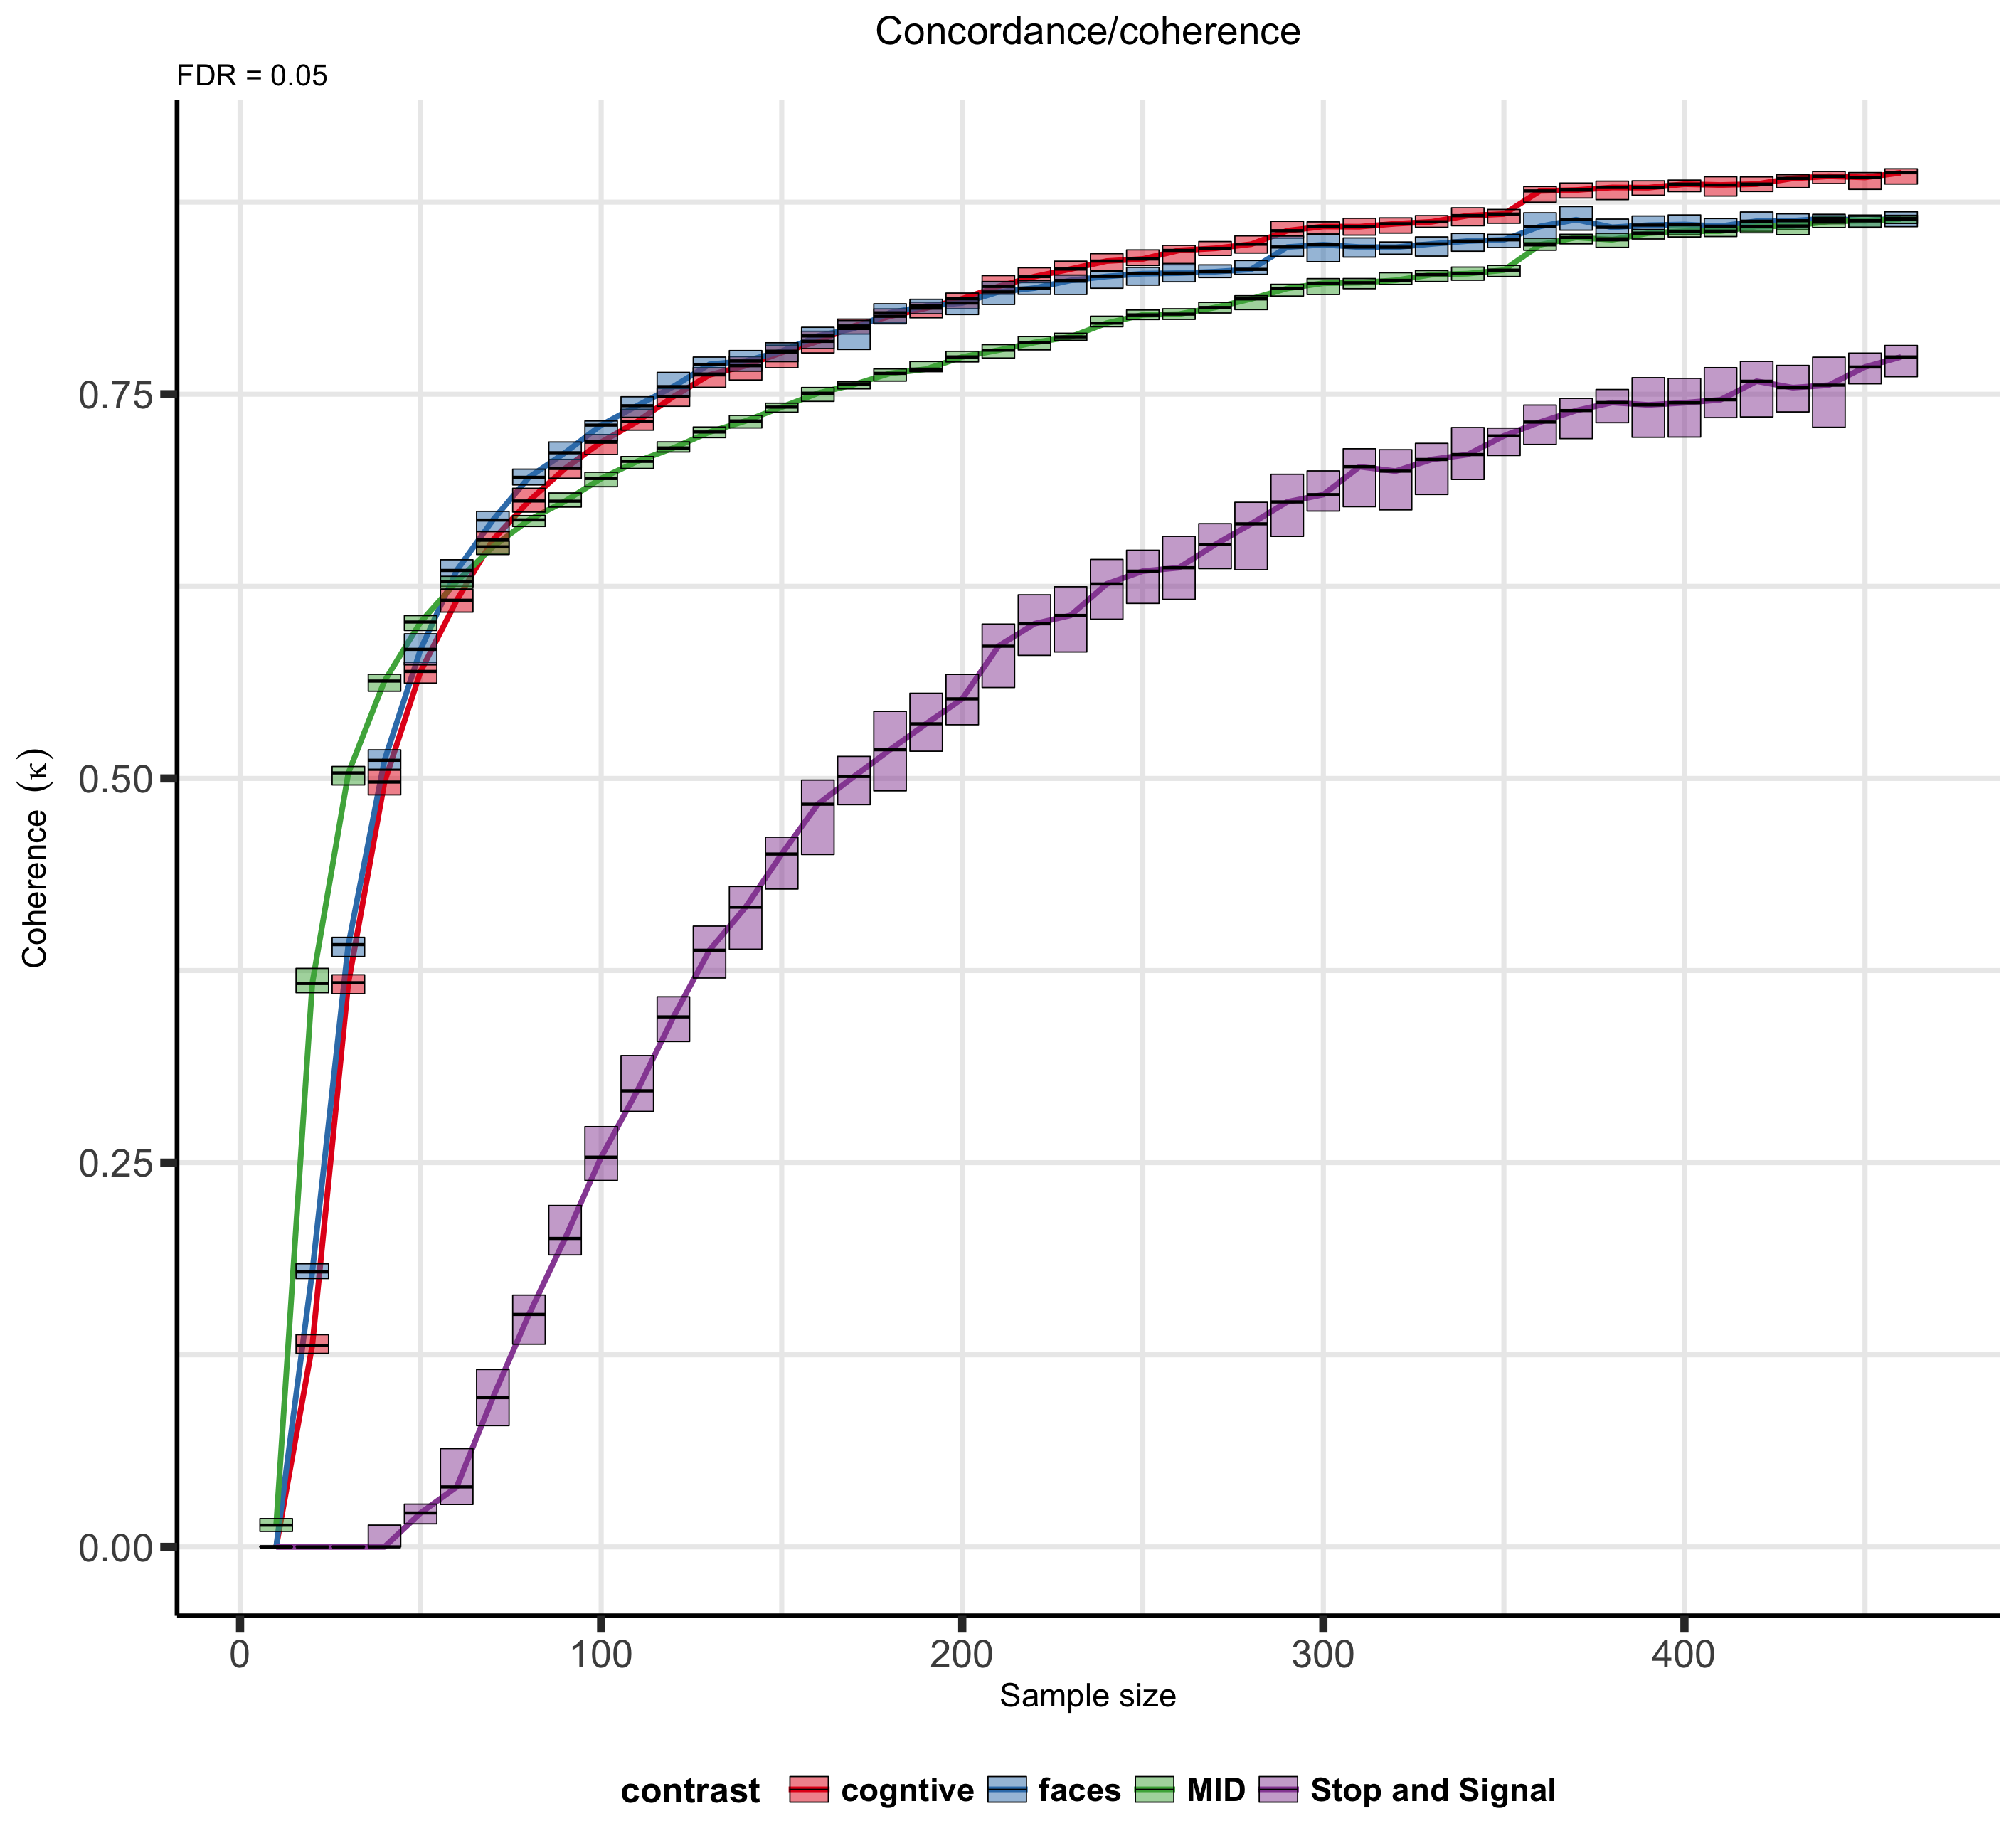 Concordance/coherence
FDR = 0.05
0.75
0.50
0.25
0.00
Coherence (κ)
0 100 200 300 400
Sample size
contrast cogntive faces MID Stop and Signal